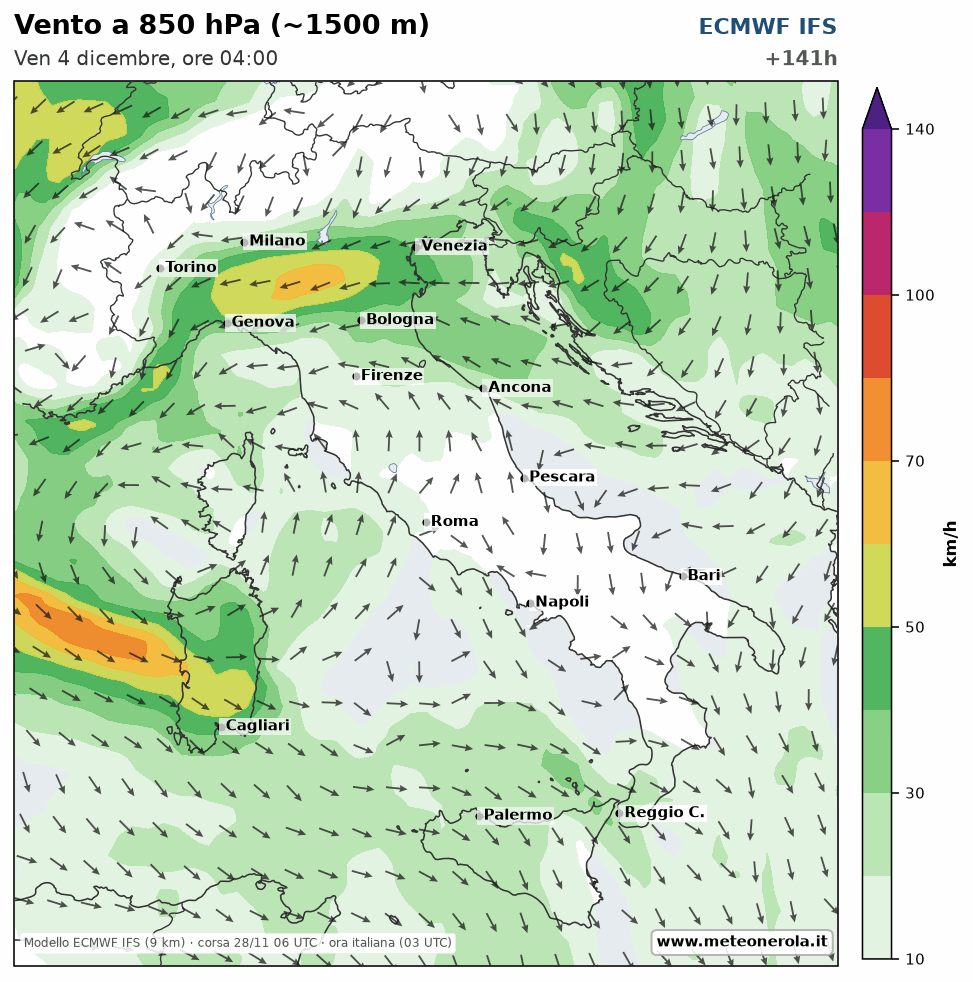 Vento a 850 hPa (~1500 m)
ECMWF IFS
Ven 4 dicembre, ore 04:00
+141h
Milano
Venezia
Torino
Genova
Bologna
Firenze
Ancona
Pescara
Roma
Bari
Napoli
Cagliari
Palermo
Reggio C.
140
100
70
50
30
10
km/h
Modello ECMWF IFS (9 km) · corsa 28/11 06 UTC · ora italiana (03 UTC)
www.meteonerola.it